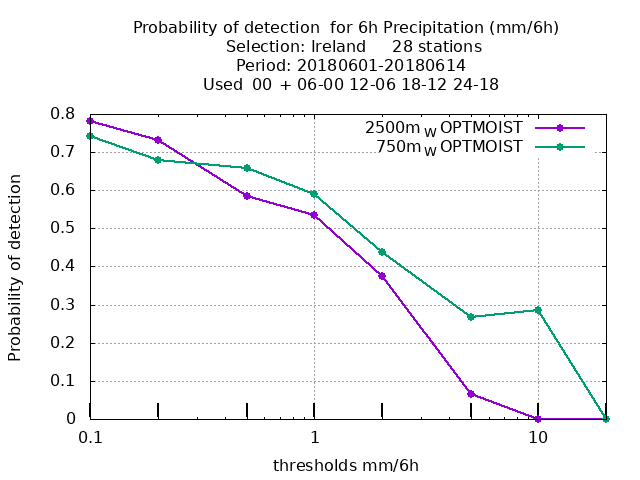 Probability of detection  for 6h Precipitation (mm/6h)
Selection: Ireland     28 stations
Period: 20180601-20180614
Used  00  + 06-00 12-06 18-12 24-18
2500m W OPTMOIST
750m W OPTMOIST
Probability of detection
0.8
0.7
0.6
0.5
0.4
0.3
0.2
0.1
0
0.1
1
10
thresholds mm/6h